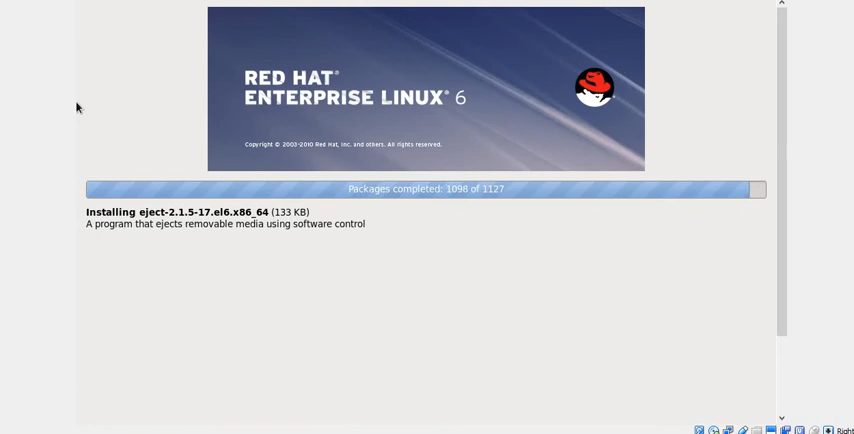 RED HAT®
ENTERPRISE LINUX® 6
Copyright © 2003-2010 Red Hat, Inc. and others. All rights reserved.
Packages completed: 1098 of 1127
Installing eject-2.1.5-17.el6.x86_64 (133 KB)
A program that ejects removable media using software control
Right